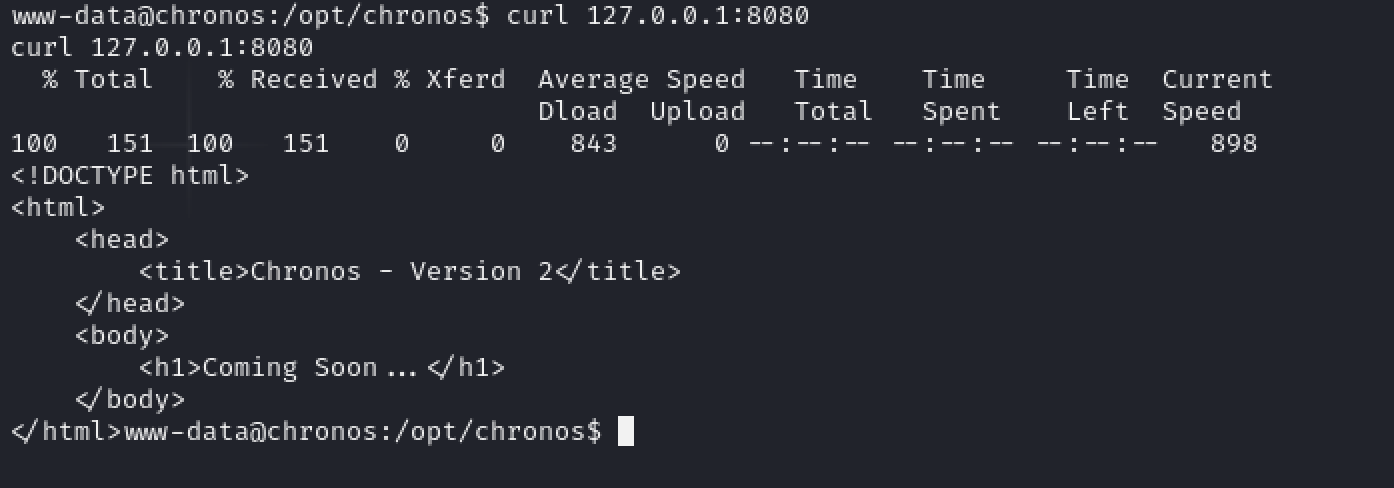 www-data@chronos:/opt/chronos$ curl 127.0.0.1:8080
curl 127.0.0.1:8080
  % Total    % Received % Xferd  Average Speed   Time    Time     Time  Current
                                 Dload  Upload   Total   Spent    Left  Speed
100   151  100   151    0     0    843      0 --:--:-- --:--:-- --:--:--   898
<!DOCTYPE html>
<html>
    <head>
        <title>Chronos - Version 2</title>
    </head>
    <body>
        <h1>Coming Soon...</h1>
    </body>
</html>www-data@chronos:/opt/chronos$